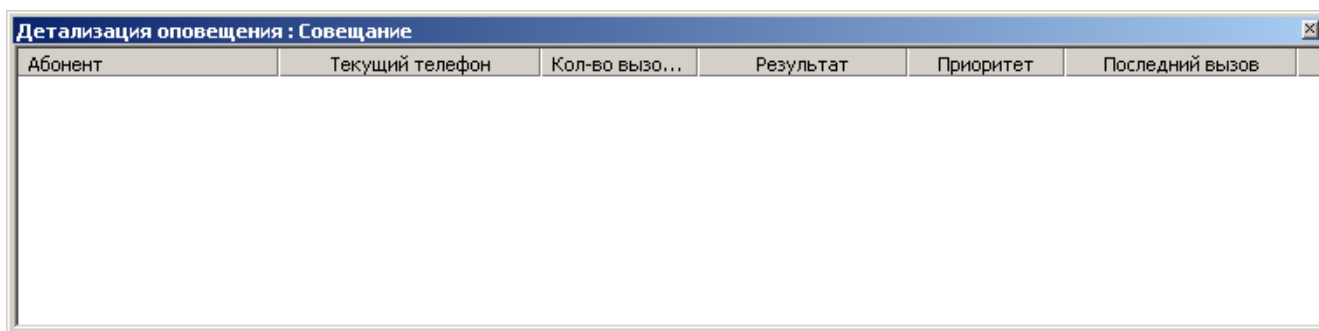 Детализация оповещения : Совещание
Абонент Текущий телефон Кол-во вызо... Результат Приоритет Последний вызов